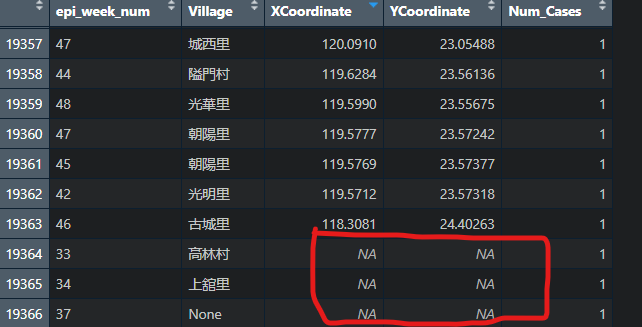 epi_week_num Village XCoordinate YCoordinate Num_Cases
19357 47 城西里 120.0910 23.05488 1
19358 44 隘門村 119.6284 23.56136 1
19359 48 光華里 119.5990 23.55675 1
19360 47 朝陽里 119.5777 23.57242 1
19361 45 朝陽里 119.5769 23.57377 1
19362 42 光明里 119.5712 23.57318 1
19363 46 古城里 118.3081 24.40263 1
19364 33 高林村 NA NA 1
19365 34 上舘里 NA NA 1
19366 37 None NA NA 1